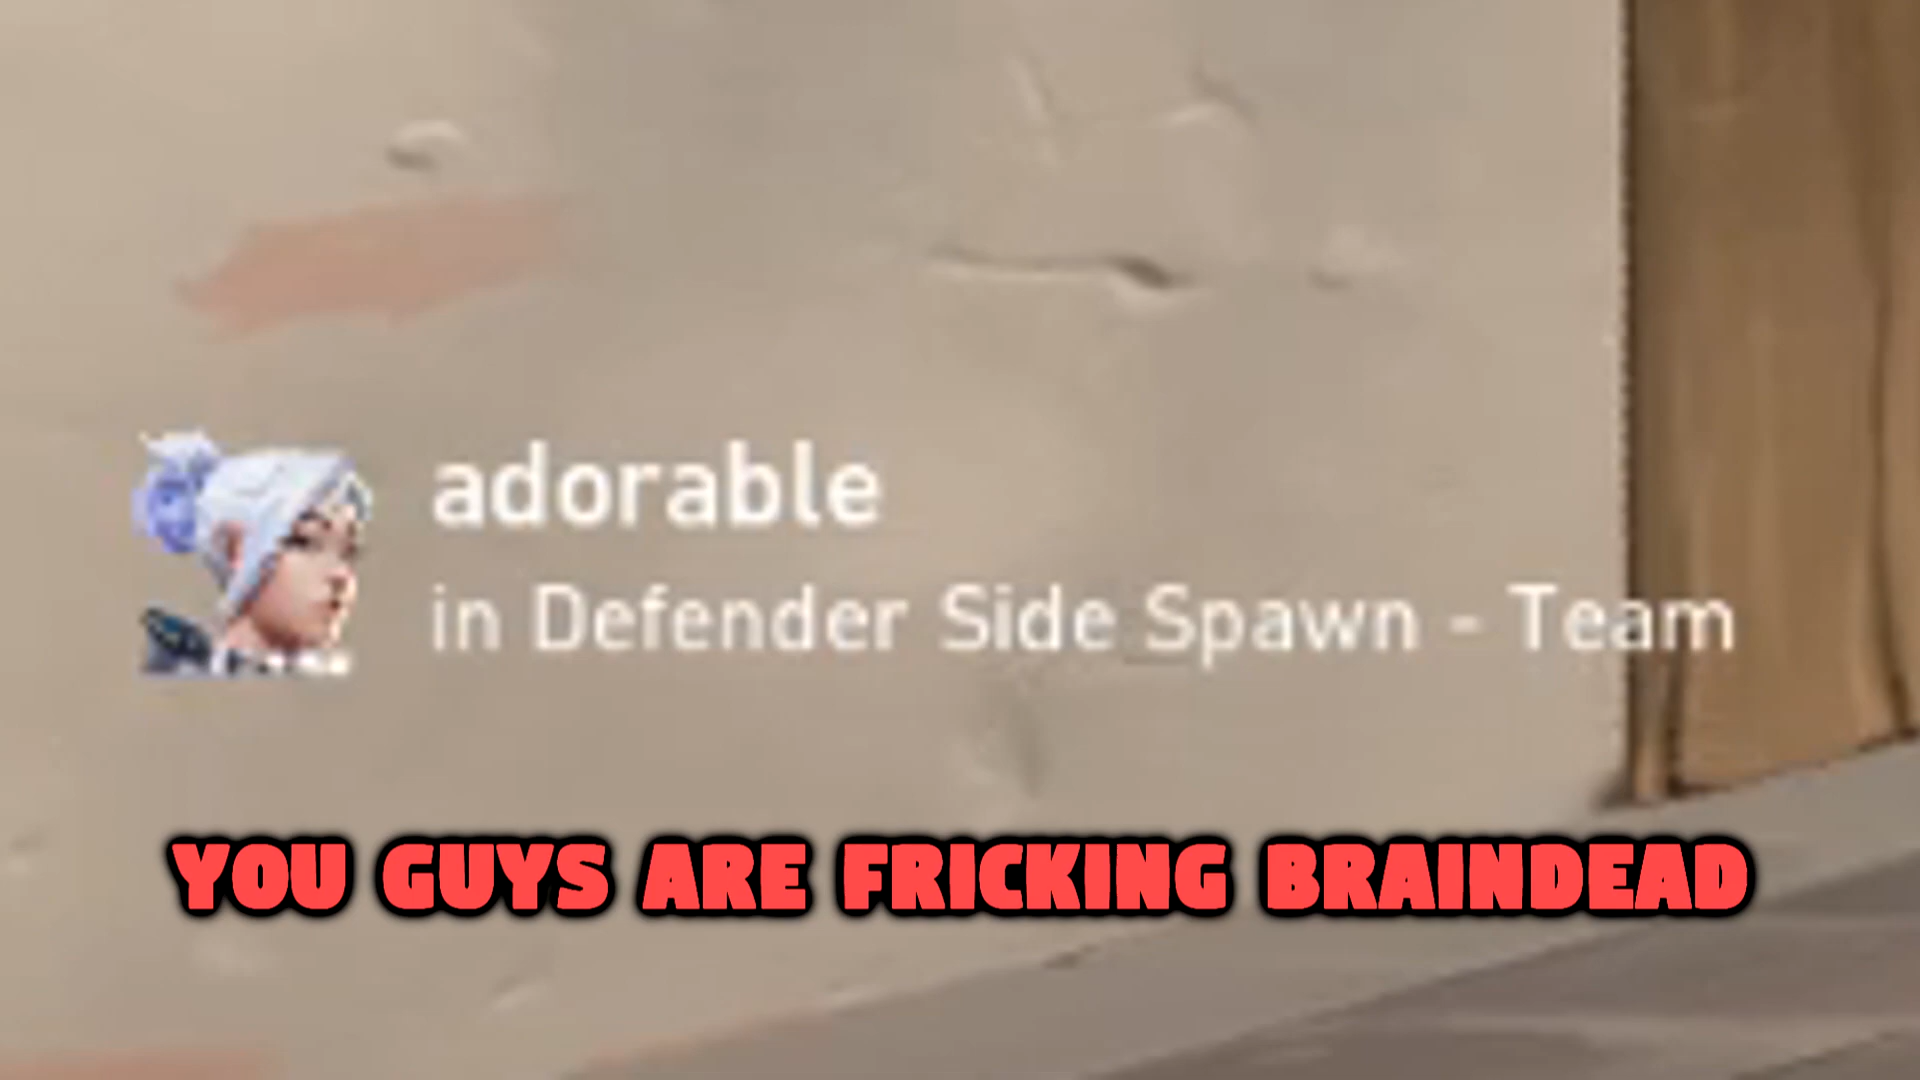 adorable
in Defender Side Spawn - Team
YOU GUYS ARE FRICKING BRAINDEAD